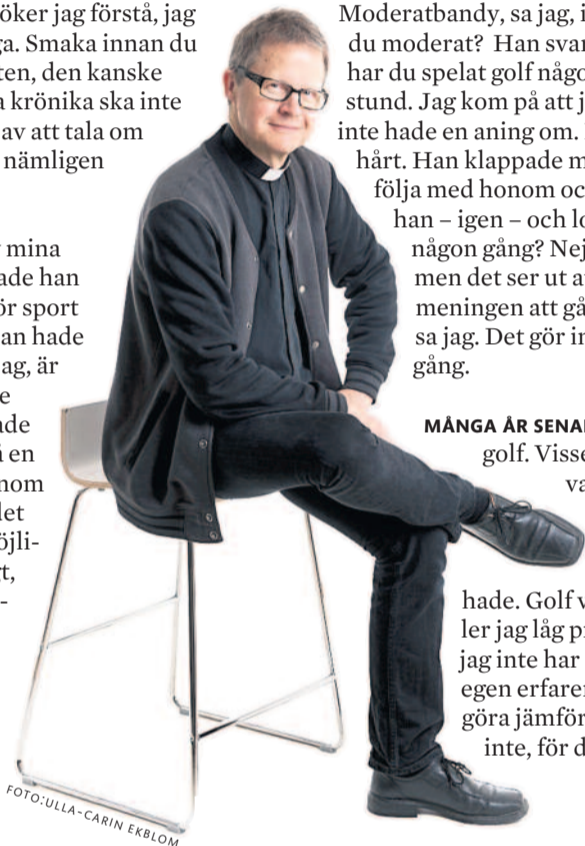 öker jag förstå, jag
ga. Smaka innan du
ten, den kanske
a krönika ska inte
av att tala om
nämligen
mina
ade han
ör sport
an hade
ag, är
e
de
en
nom
det
öjli-
t,
-
Moderatbandy, sa jag, i
du moderat? Han svar
har du spelat golf någo
stund. Jag kom på att j
inte hade en aning om.
hårt. Han klappade m
följa med honom oc
han – igen – och lo
någon gång? Nej
men det ser ut a
meningen att gå
sa jag. Det gör in
gång.
MÅNGA ÅR SENA
golf. Visse
va
hade. Golf v
ler jag låg p
jag inte har
egen erfare
göra jämför
inte, för d
FOTO:ULLA-CARIN EKBLOM